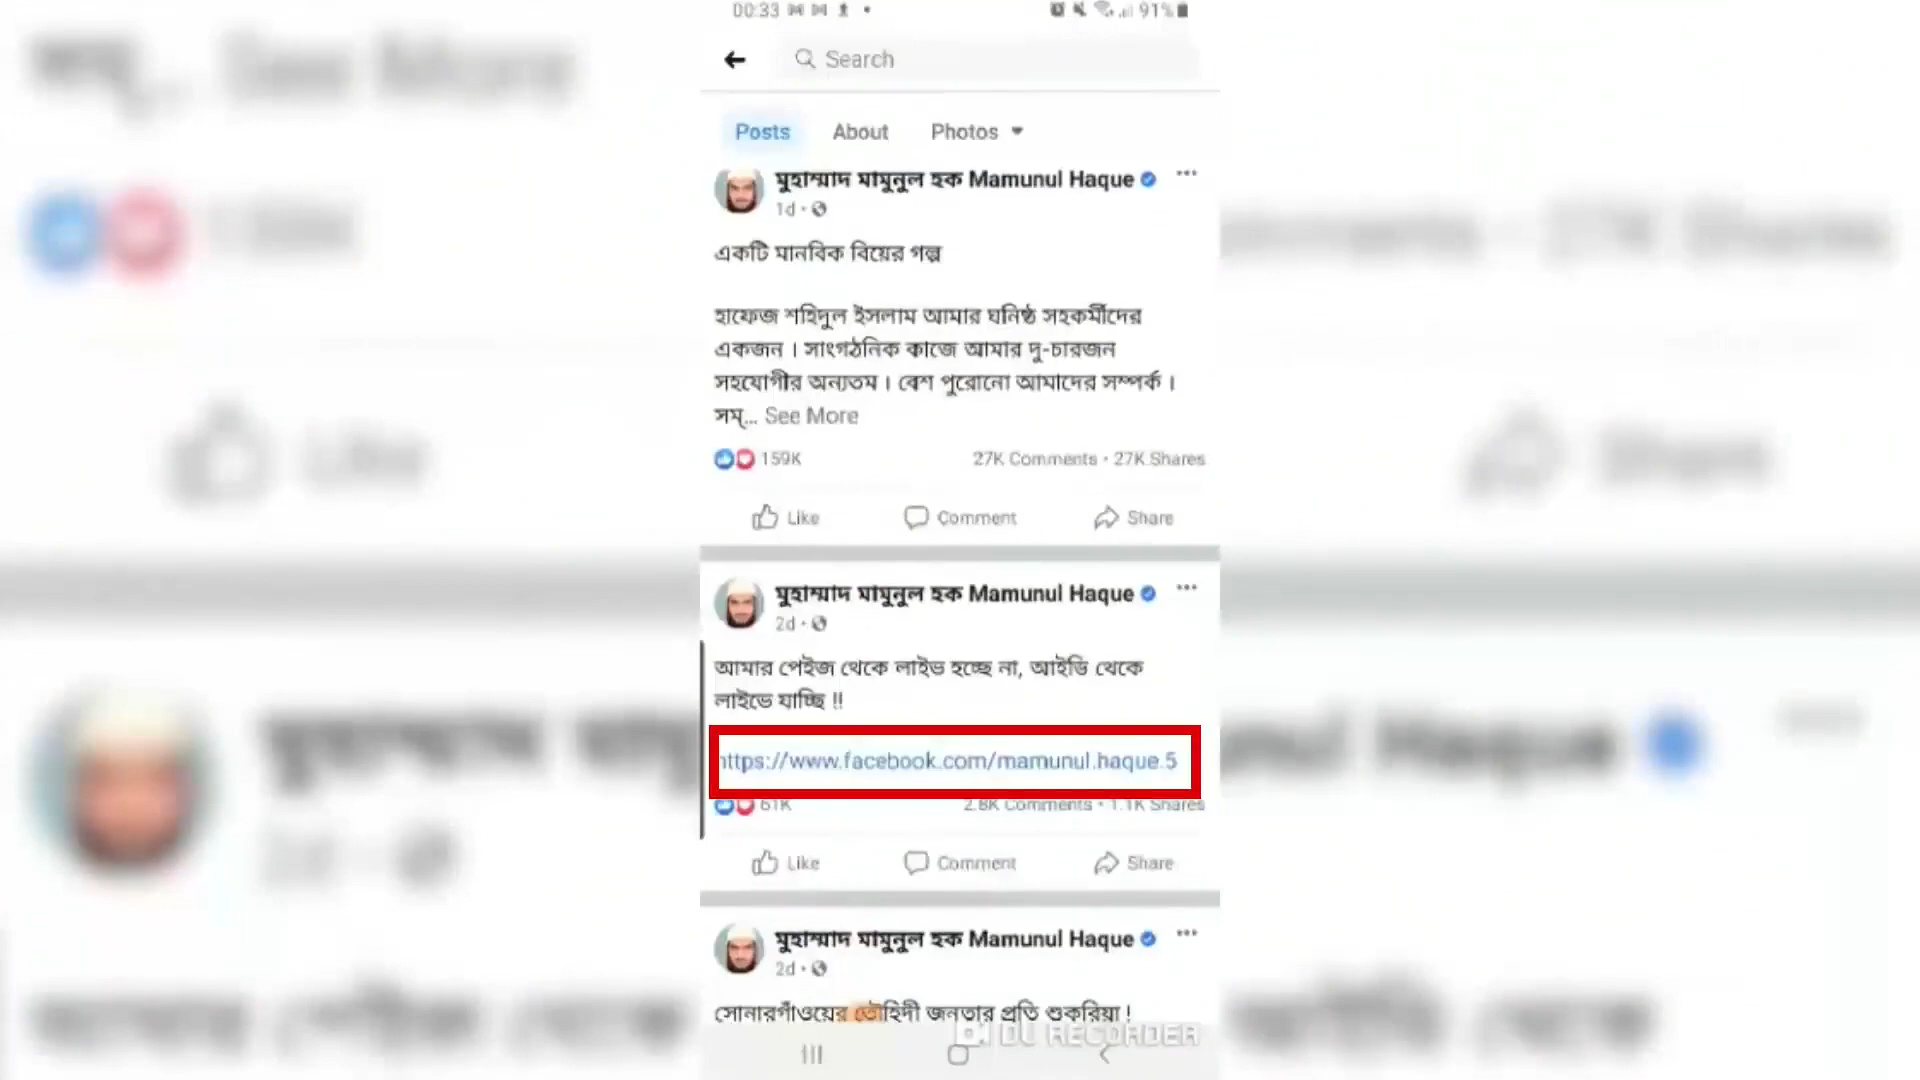 00:33
91%
Search
Posts About Photos
মুহাম্মাদ মামুনুল হক Mamunul Haque
1d
একটি মানবিক বিয়ের গল্প
হাফেজ শহিদুল ইসলাম আমার ঘনিষ্ঠ সহকর্মীদের
একজন। সাংগঠনিক কাজে আমার দু-চারজন
সহযোগীর অন্যতম। বেশ পুরোনো আমাদের সম্পর্ক।
সম্... See More
159K 27K Comments • 27K Shares
Like Comment Share
মুহাম্মাদ মামুনুল হক Mamunul Haque
2d
আমার পেইজ থেকে লাইভ হচ্ছে না, আইডি থেকে
লাইভে যাচ্ছি !!
https://www.facebook.com/mamunul.haque.5
61K 2.8K Comments • 1.1K Shares
Like Comment Share
মুহাম্মাদ মামুনুল হক Mamunul Haque
2d
সোনারগাঁওয়ের তৌহিদী জনতার প্রতি শুকরিয়া !
DU RECORDER